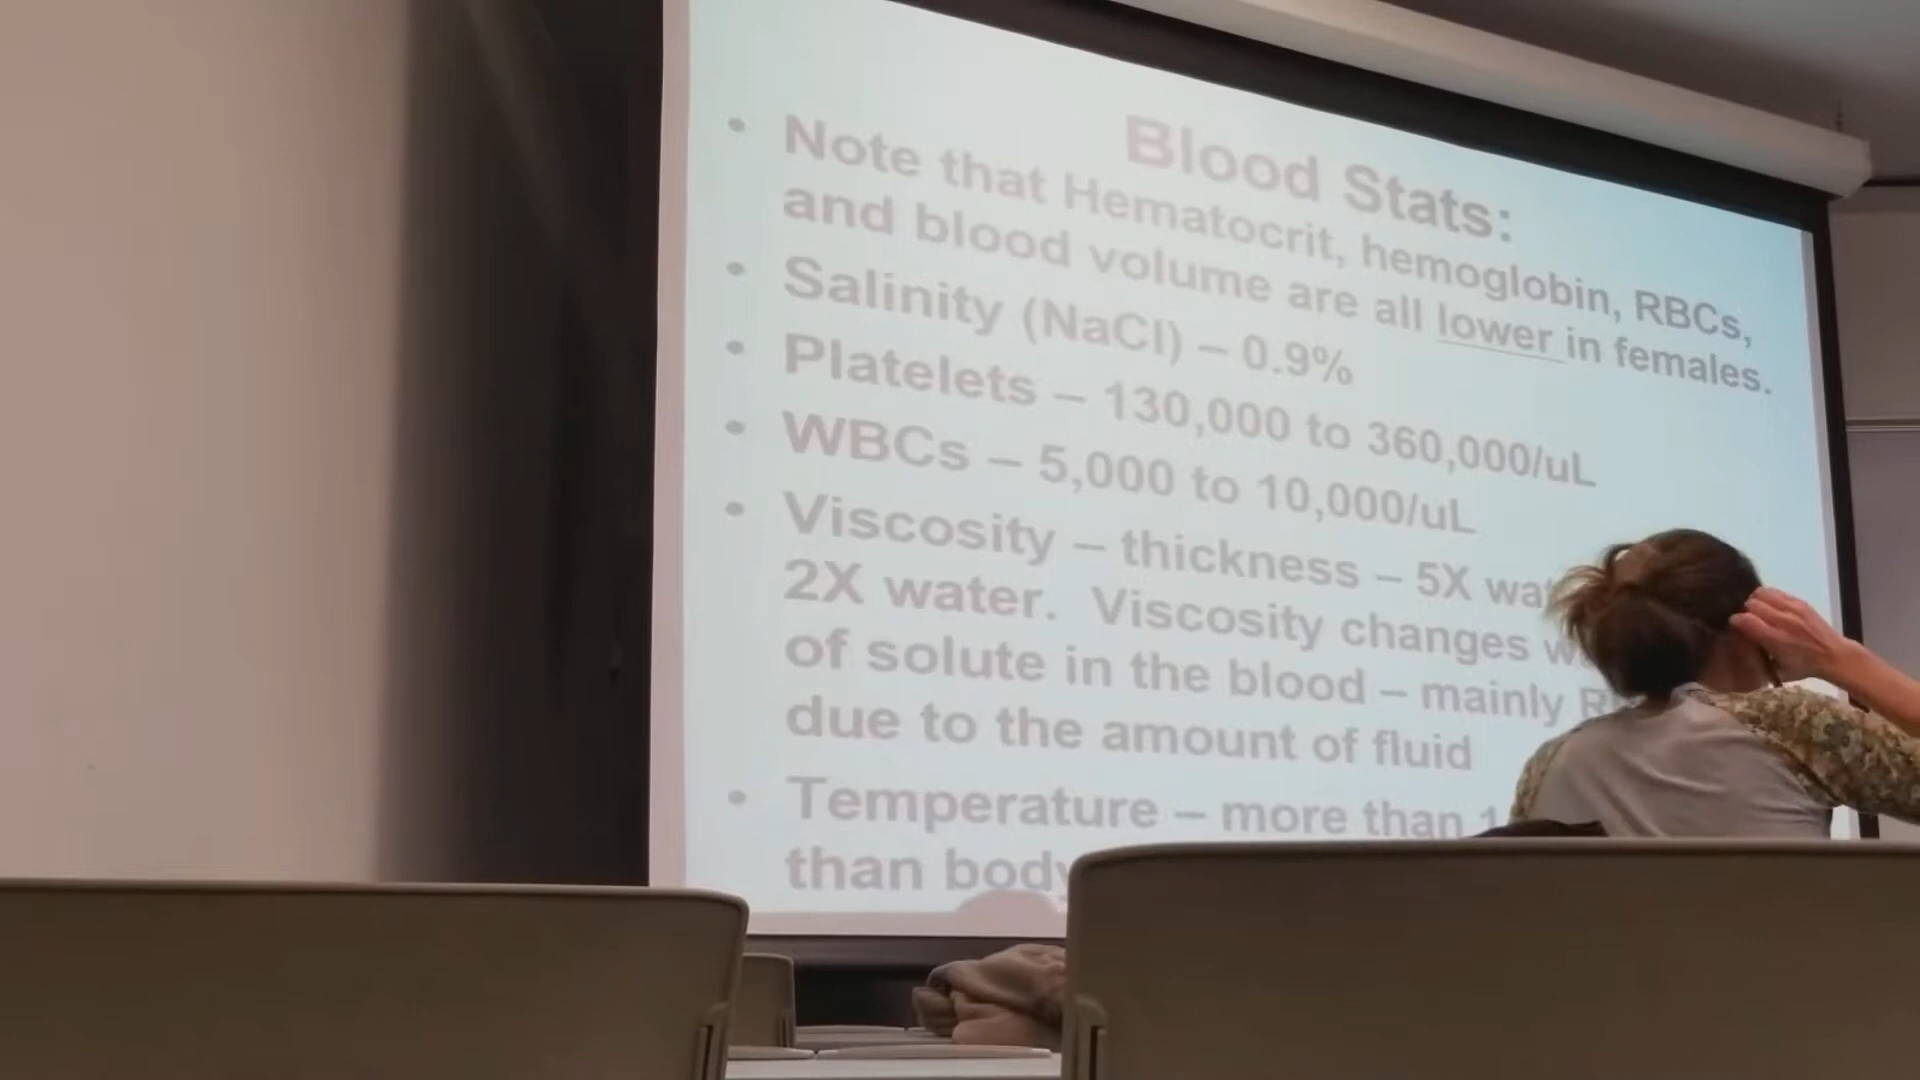 Blood Stats:
• Note that Hematocrit, hemoglobin, RBCs,
and blood volume are all lower in females.
• Salinity (NaCl) – 0.9%
• Platelets – 130,000 to 360,000/uL
• WBCs – 5,000 to 10,000/uL
• Viscosity – thickness – 5X
2X water. Viscosity changes
of solute in the blood – mainly
due to the amount of fluid
• Temperature – more than
than